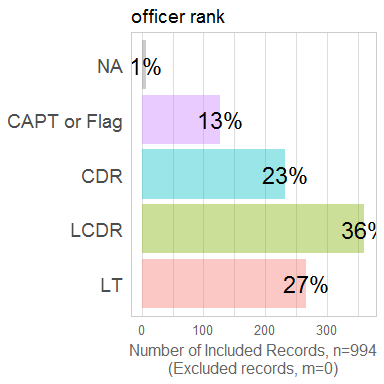 officer rank
NA 1%
CAPT or Flag 13%
CDR 23%
LCDR 36%
LT 27%
0 100 200 300
Number of Included Records, n=994
(Excluded records, m=0)